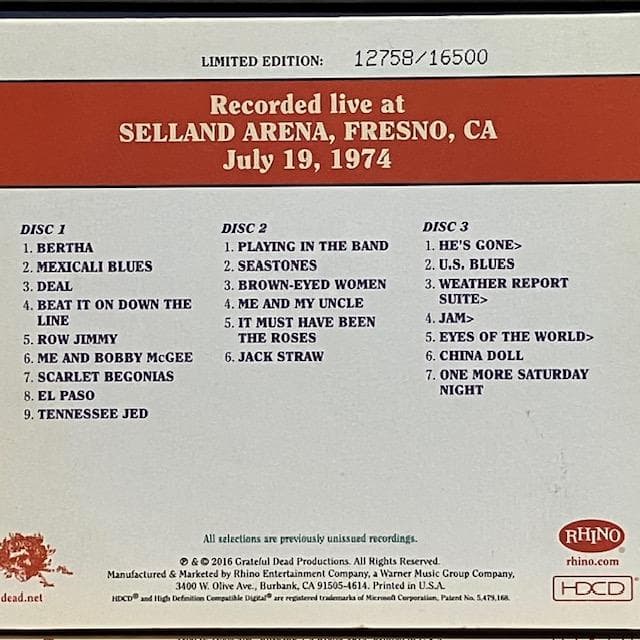 LIMITED EDITION: 12758/16500
Recorded live at
SELLAND ARENA, FRESNO, CA
July 19, 1974
DISC 1
1. BERTHA
2. MEXICALI BLUES
3. DEAL
4. BEAT IT ON DOWN THE
LINE
5. ROW JIMMY
6. ME AND BOBBY McGEE
7. SCARLET BEGONIAS
8. EL PASO
9. TENNESSEE JED
DISC 2
1. PLAYING IN THE BAND
2. SEASTONES
3. BROWN-EYED WOMEN
4. ME AND MY UNCLE
5. IT MUST HAVE BEEN
THE ROSES
6. JACK STRAW
DISC 3
1. HE'S GONE>
2. U.S. BLUES
3. WEATHER REPORT
SUITE>
4. JAM>
5. EYES OF THE WORLD>
6. CHINA DOLL
7. ONE MORE SATURDAY
NIGHT
All selections are previously unissued recordings.
℗ & © 2016 Grateful Dead Productions. All Rights Reserved.
Manufactured & Marketed by Rhino Entertainment Company, a Warner Music Group Company,
3400 W. Olive Ave., Burbank, CA 91505-4614. Printed in U.S.A.
HDCD® and High Definition Compatible Digital® are registered trademarks of Microsoft Corporation, Patent No. 5,479,168.
dead.net
RHINO
rhino.com
HDCD